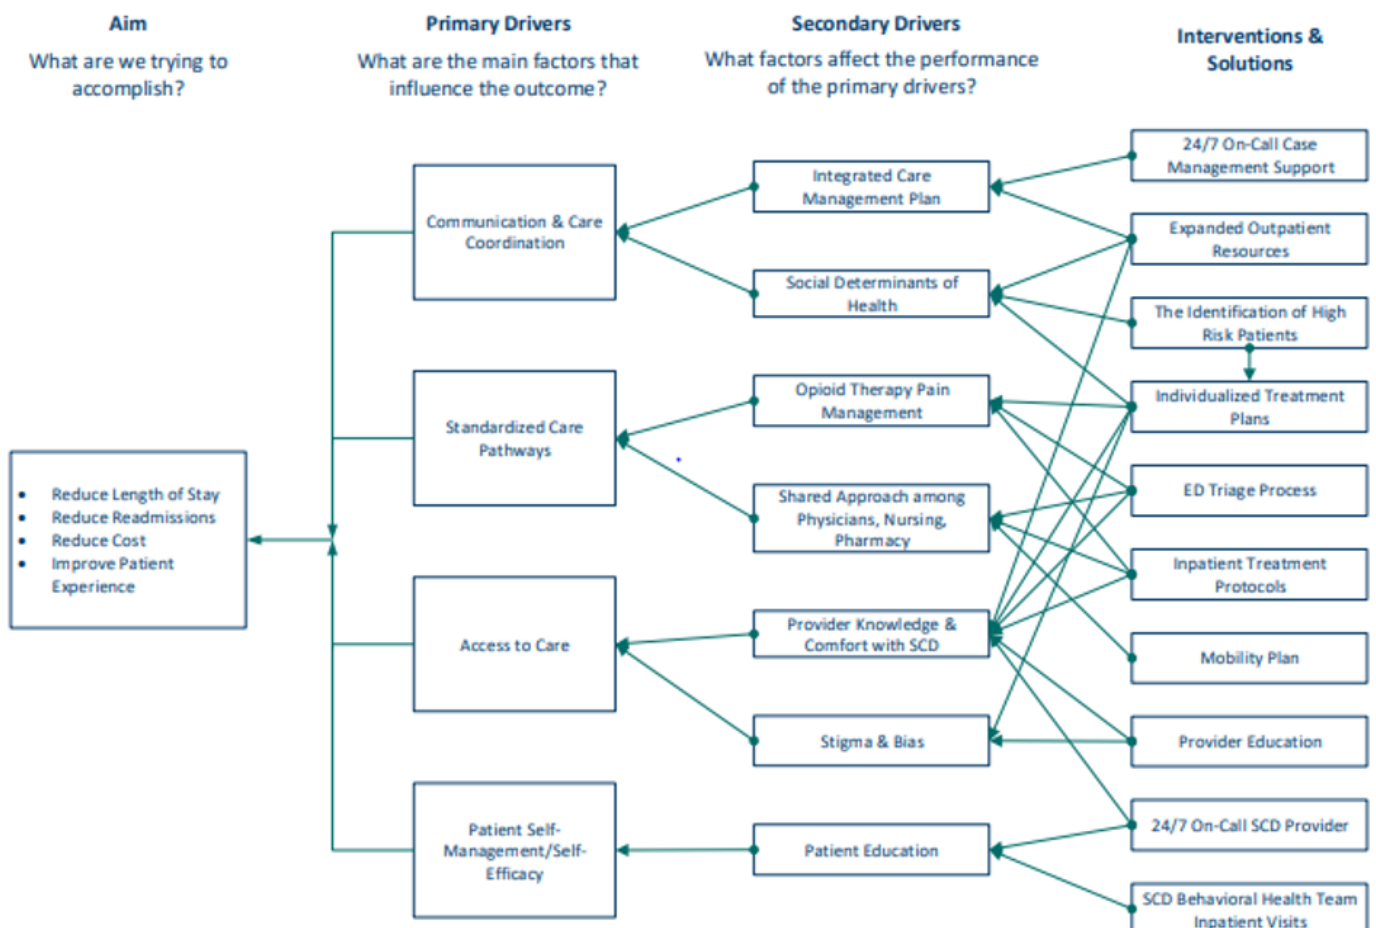 Aim
What are we trying to
accomplish?
Primary Drivers
What are the main factors that
influence the outcome?
Secondary Drivers
What factors affect the performance
of the primary drivers?
Interventions &
Solutions
• Reduce Length of Stay
• Reduce Readmissions
• Reduce Cost
• Improve Patient
Experience
Communication & Care
Coordination
Standardized Care
Pathways
Access to Care
Patient Self-
Management/Self-
Efficacy
Integrated Care
Management Plan
Social Determinants of
Health
Opioid Therapy Pain
Management
Shared Approach among
Physicians, Nursing,
Pharmacy
Provider Knowledge &
Comfort with SCD
Stigma & Bias
Patient Education
24/7 On-Call Case
Management Support
Expanded Outpatient
Resources
The Identification of High
Risk Patients
Individualized Treatment
Plans
ED Triage Process
Inpatient Treatment
Protocols
Mobility Plan
Provider Education
24/7 On-Call SCD Provider
SCD Behavioral Health Team
Inpatient Visits